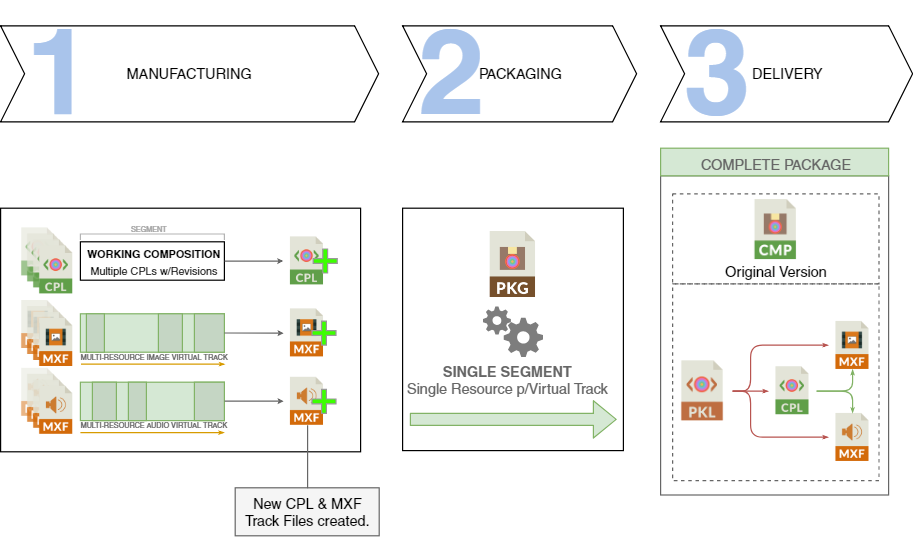 1
MANUFACTURING
2
PACKAGING
3
DELIVERY
SEGMENT
WORKING COMPOSITION
Multiple CPLs w/Revisions
CPL
CPL
MXF
MULTI-RESOURCE IMAGE VIRTUAL TRACK
MXF
MXF
MULTI-RESOURCE AUDIO VIRTUAL TRACK
MXF
New CPL & MXF
Track Files created.
PKG
SINGLE SEGMENT
Single Resource p/Virtual Track
COMPLETE PACKAGE
CMP
Original Version
MXF
PKL
CPL
MXF